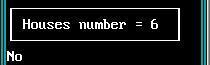 Houses number = 6
No